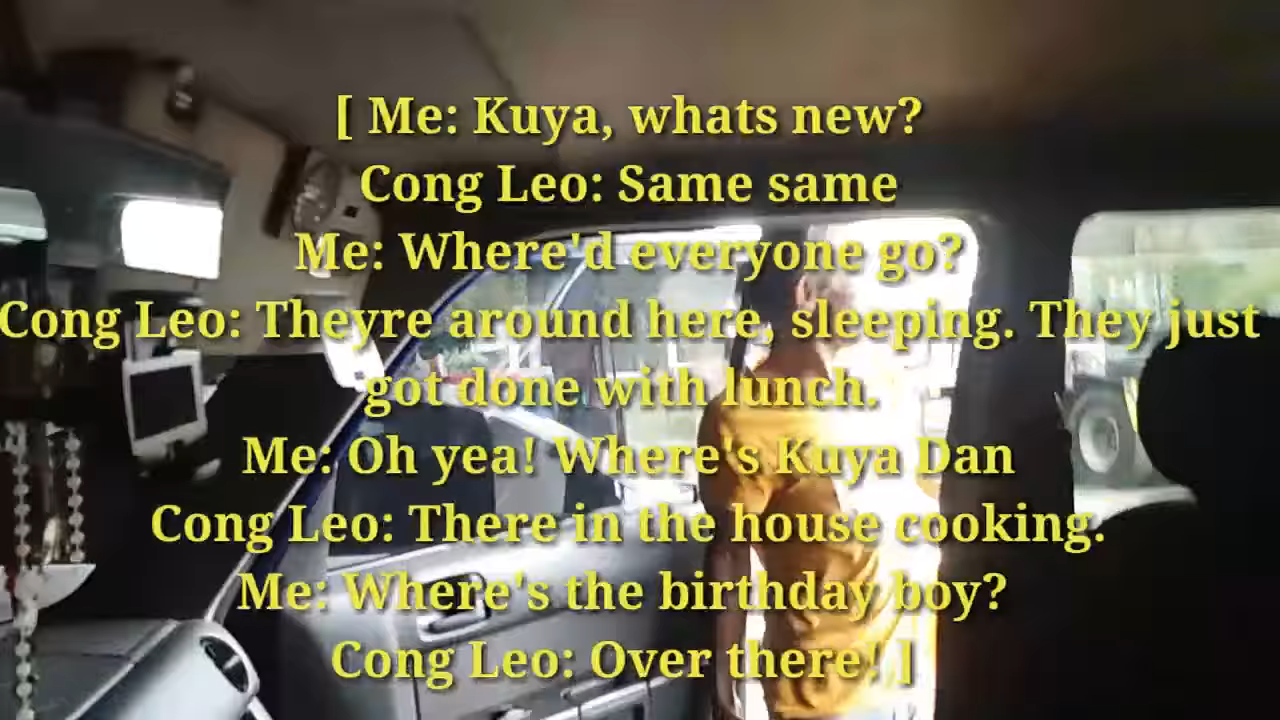 [ Me: Kuya, whats new?
Cong Leo: Same same
Me: Where'd everyone go?
Cong Leo: Theyre around here, sleeping. They just
got done with lunch.
Me: Oh yea! Where's Kuya Dan
Cong Leo: There in the house cooking.
Me: Where's the birthday boy?
Cong Leo: Over there! ]